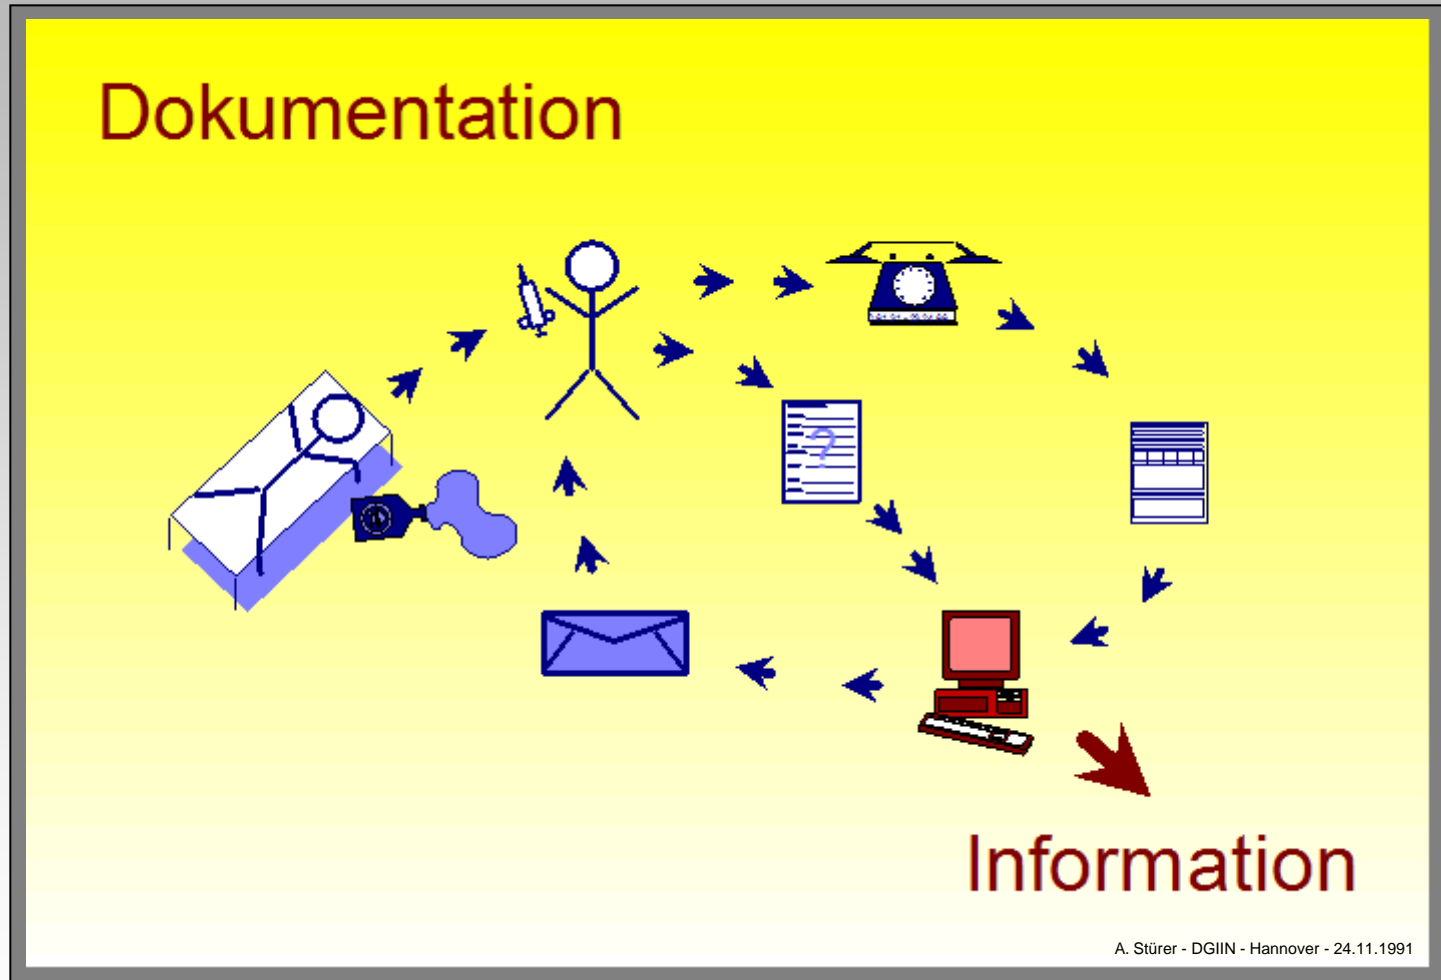 Dokumentation
?
Information
A. Stürer - DGIIN - Hannover - 24.11.1991